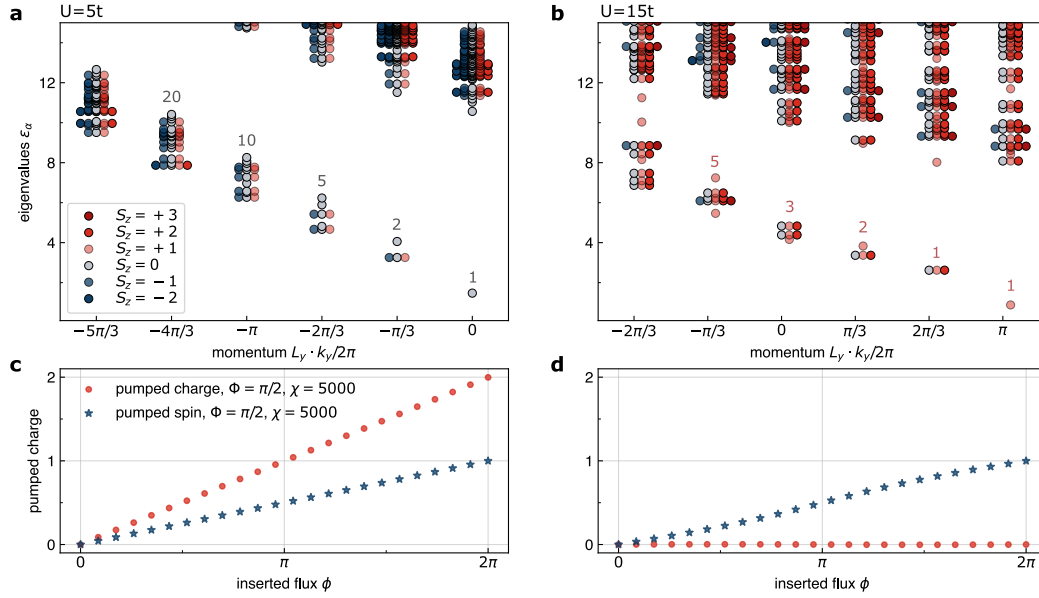 a U=5t
12
8
4
eigenvalues ε_α
20
10
5
2
1
S_z = +3
S_z = +2
S_z = +1
S_z = 0
S_z = −1
S_z = −2
−5π/3 −4π/3 −π −2π/3 −π/3 0
momentum L_y · k_y/2π
b U=15t
12
8
4
5
3
2
1
1
−2π/3 −π/3 0 π/3 2π/3 π
momentum L_y · k_y/2π
c
2
1
0
pumped charge
pumped charge, Φ = π/2, χ = 5000
pumped spin, Φ = π/2, χ = 5000
0 π 2π
inserted flux ϕ
d
2
1
0
0 π 2π
inserted flux ϕ